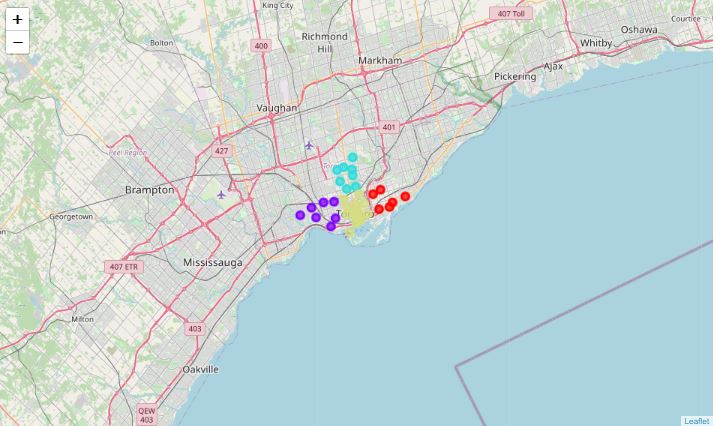 King City
407 Toll
Courtice
Oshawa
Richmond
Hill
400
Bolton
Whitby
Markham
Ajax
Pickering
Vaughan
401
427
Peel Region
Brampton
Georgetown
Mississauga
407 ETR
Milton
403
Oakville
QEW
403
+
−
Leaflet